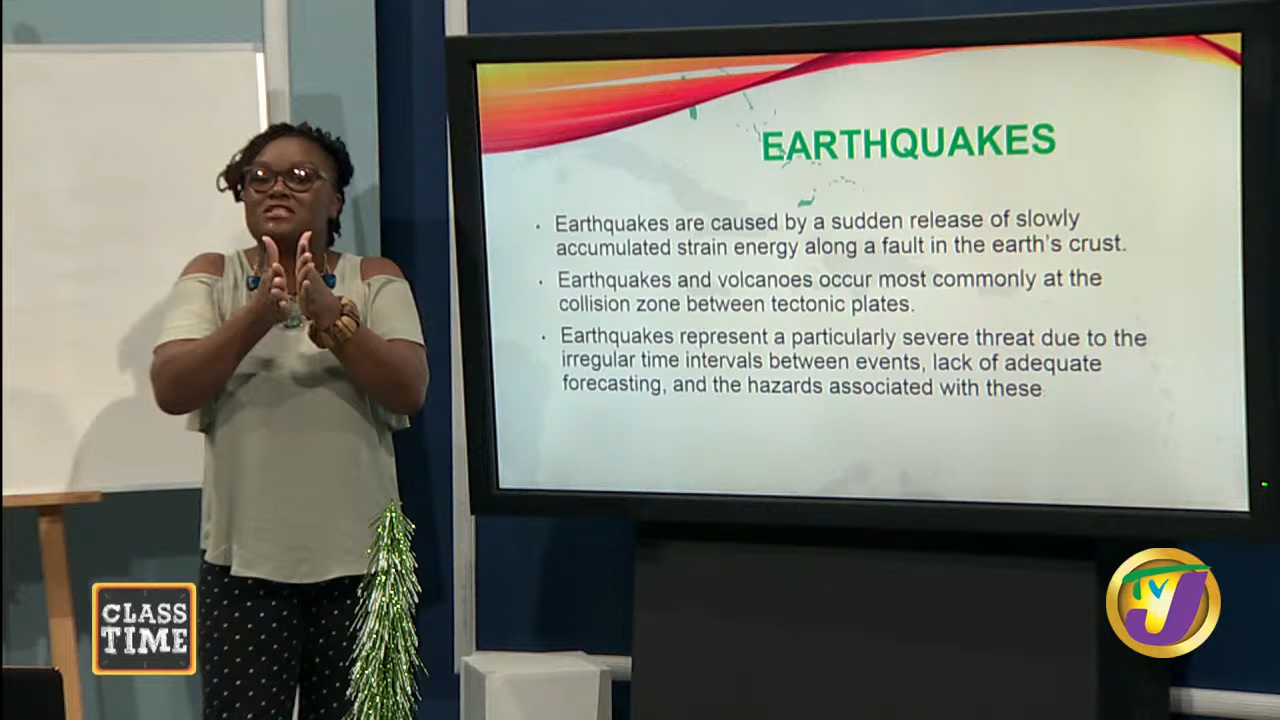 EARTHQUAKES
· Earthquakes are caused by a sudden release of slowly
accumulated strain energy along a fault in the earth's crust.
· Earthquakes and volcanoes occur most commonly at the
collision zone between tectonic plates.
· Earthquakes represent a particularly severe threat due to the
irregular time intervals between events, lack of adequate
forecasting, and the hazards associated with these.
CLASS
TIME
TVJ